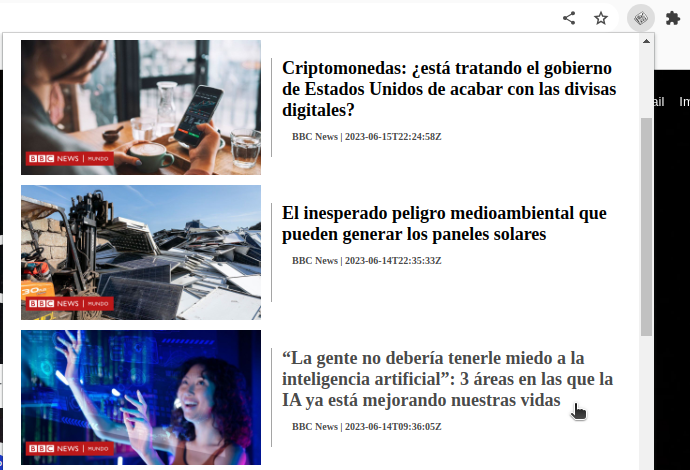 ail
Im
Criptomonedas: ¿está tratando el gobierno
de Estados Unidos de acabar con las divisas
digitales?
BBC News | 2023-06-15T22:24:58Z
BBC NEWS | MUNDO
El inesperado peligro medioambiental que
pueden generar los paneles solares
BBC News | 2023-06-14T22:35:33Z
BBC NEWS | MUNDO
“La gente no debería tenerle miedo a la
inteligencia artificial”: 3 áreas en las que la
IA ya está mejorando nuestras vidas
BBC News | 2023-06-14T09:36:05Z
BBC NEWS | MUNDO